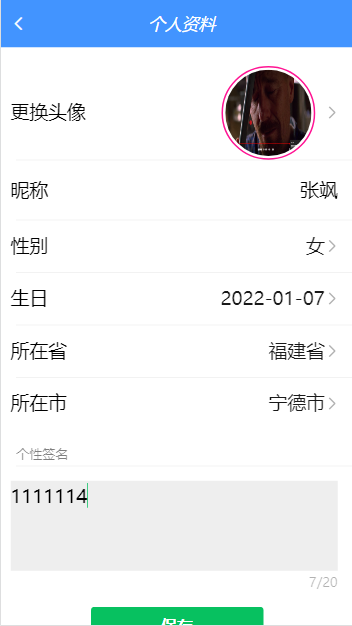 个人资料
更换头像
昵称 张飒
性别 女
生日 2022-01-07
所在省 福建省
所在市 宁德市
个性签名
1111114
7/20
保存